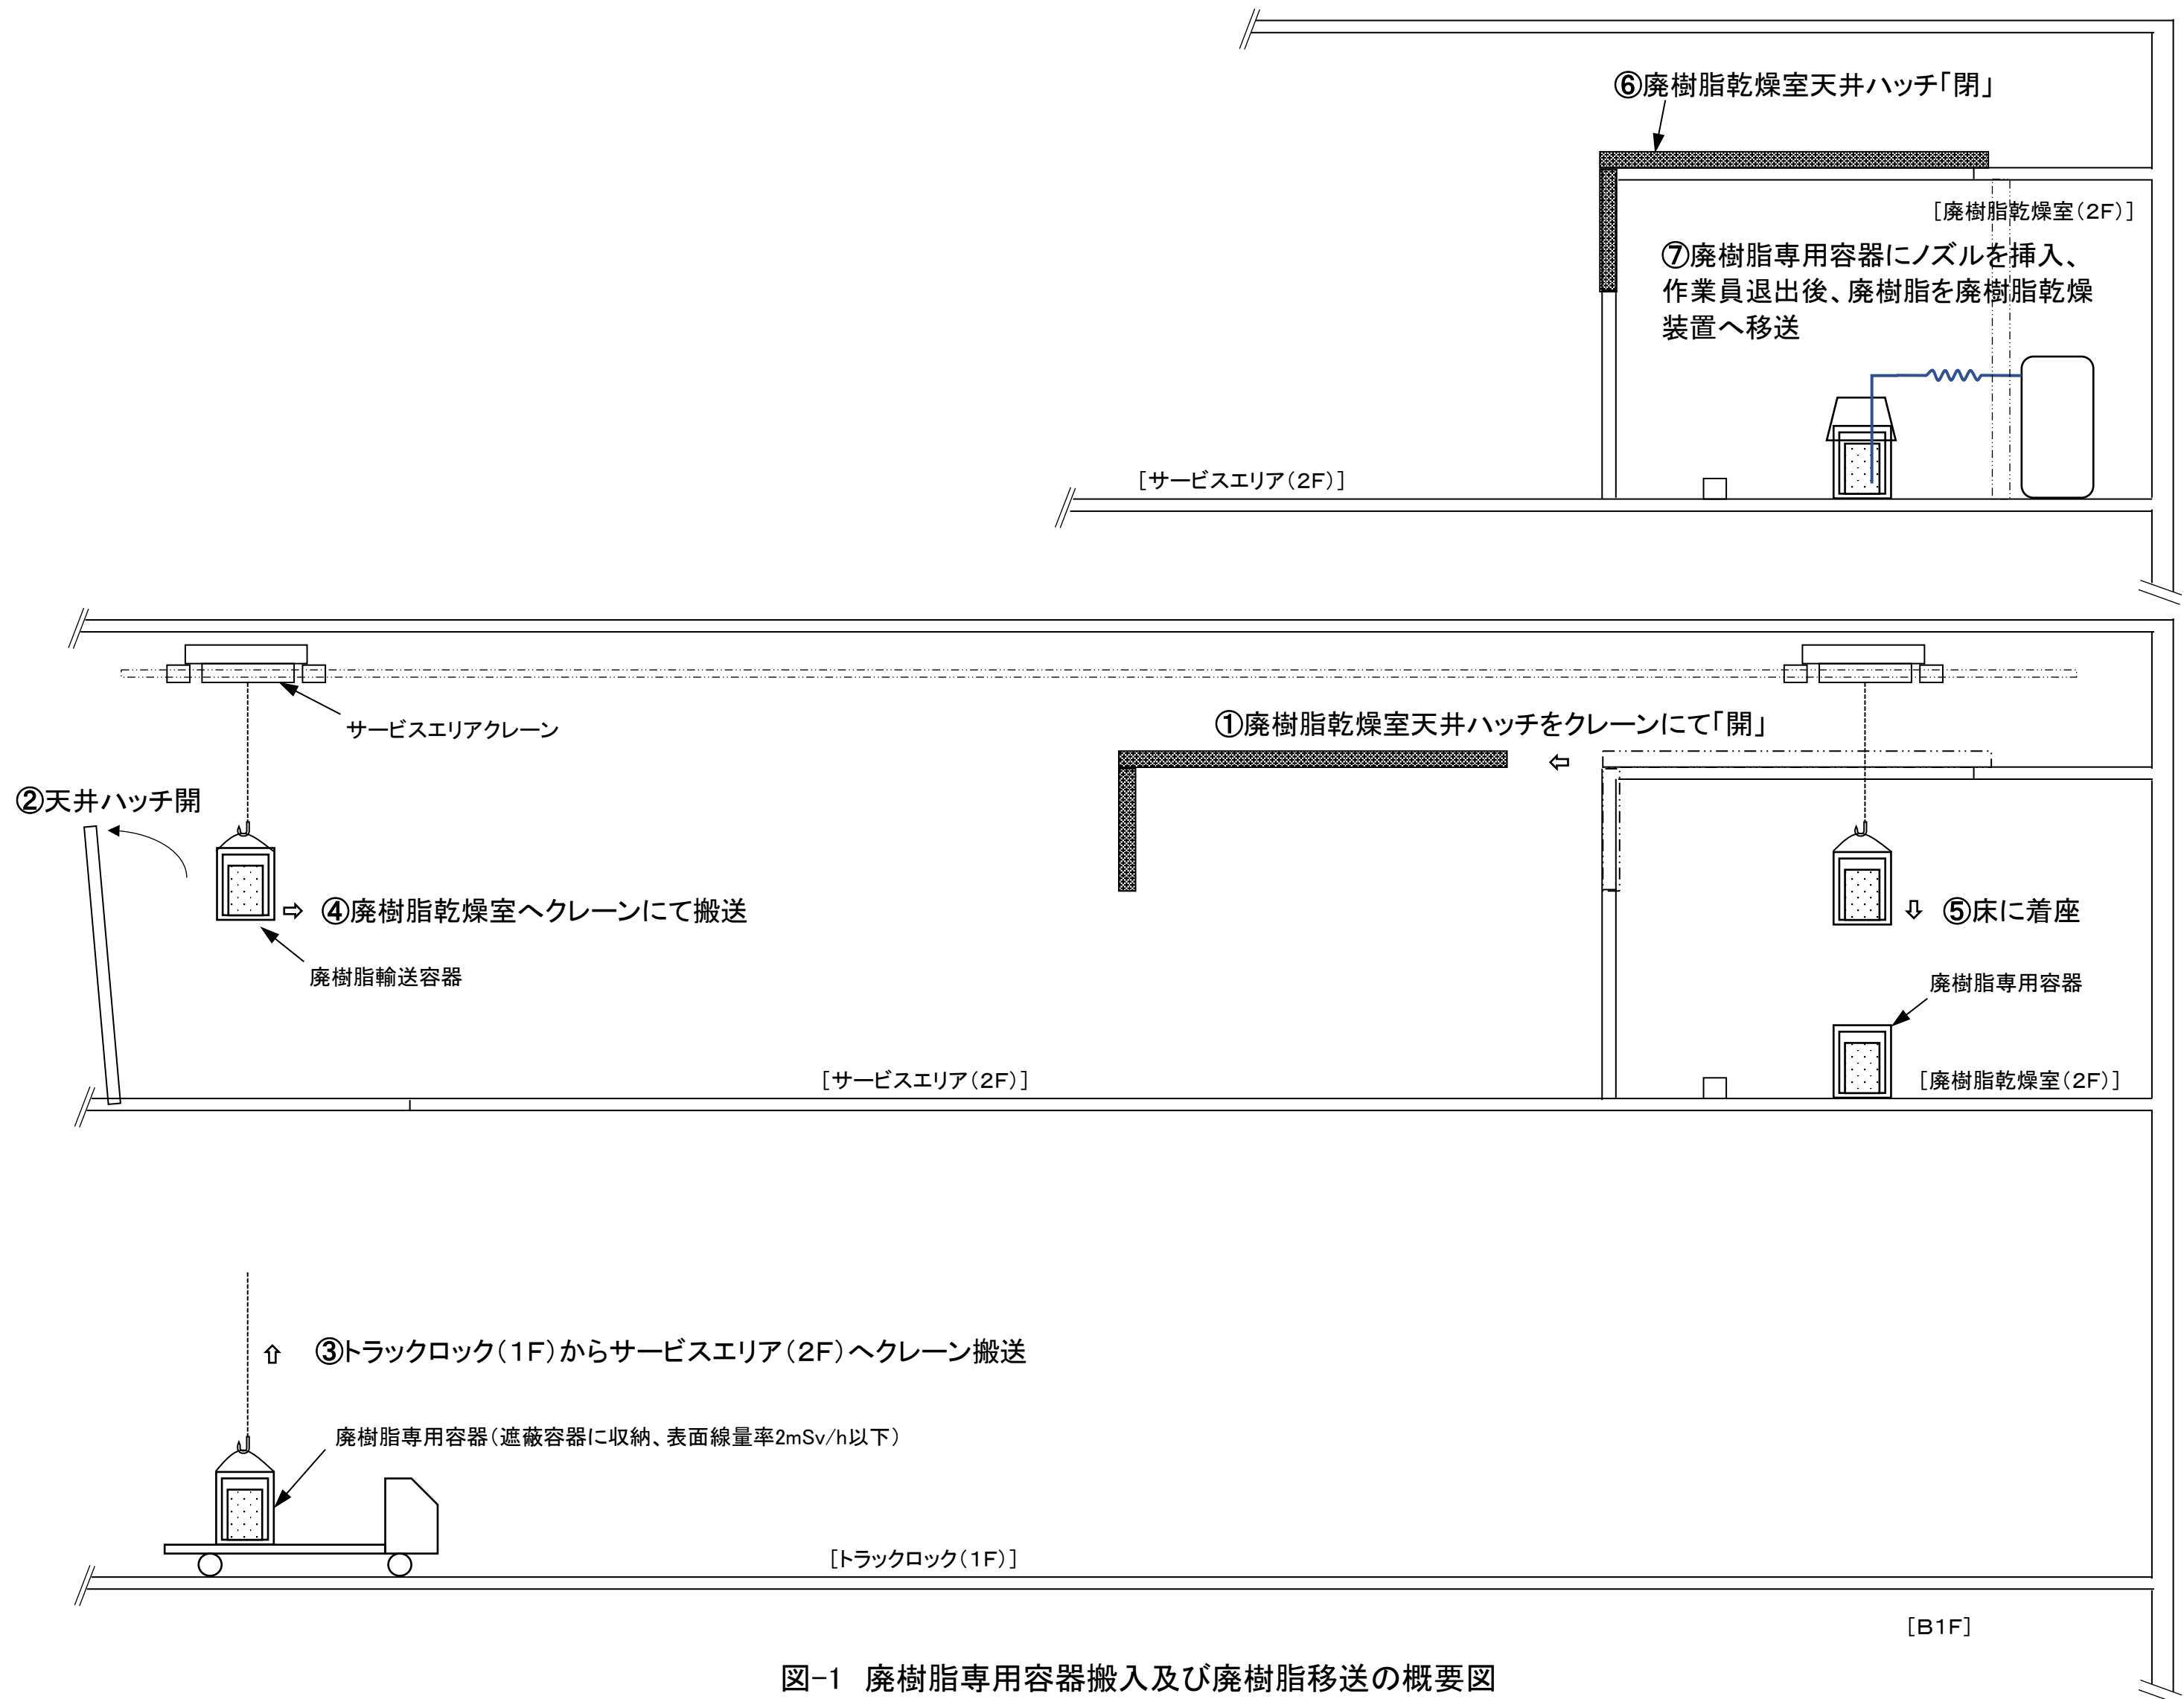 ⑥廃樹脂乾燥室天井ハッチ「閉」
[廃樹脂乾燥室(2F)]
⑦廃樹脂専用容器にノズルを挿入、
作業員退出後、廃樹脂を廃樹脂乾燥
装置へ移送
[サービスエリア(2F)]
サービスエリアクレーン
①廃樹脂乾燥室天井ハッチをクレーンにて「開」
②天井ハッチ開
④廃樹脂乾燥室へクレーンにて搬送
⑤床に着座
廃樹脂輸送容器
廃樹脂専用容器
[サービスエリア(2F)]
[廃樹脂乾燥室(2F)]
③トラックロック(1F)からサービスエリア(2F)へクレーン搬送
廃樹脂専用容器(遮蔽容器に収納、表面線量率2mSv/h以下)
[トラックロック(1F)]
[B1F]
図-1 廃樹脂専用容器搬入及び廃樹脂移送の概要図